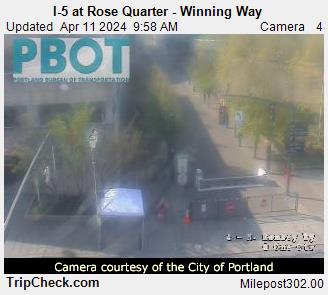 I-5 at Rose Quarter - Winning Way
Updated Apr 11 2024 9:58 AM Camera 4
PBOT
PORTLAND BUREAU OF TRANSPORTATION
Camera courtesy of the City of Portland
TripCheck.com Milepost302.00